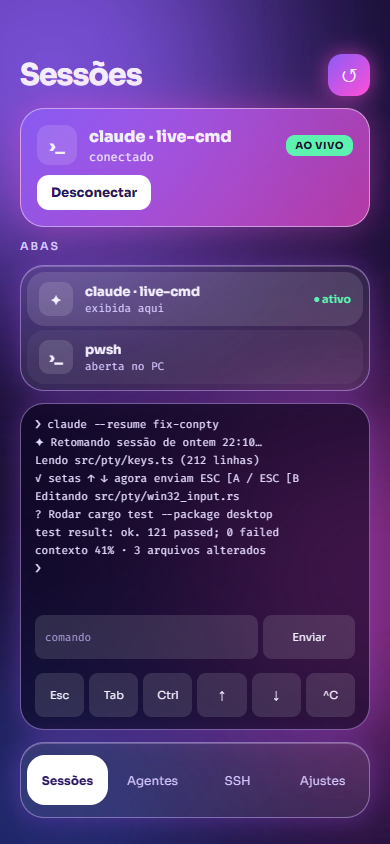 Sessões
↺
›_
claude · live-cmd
conectado
AO VIVO
Desconectar
ABAS
✦
claude · live-cmd
exibida aqui
● ativo
›_
pwsh
aberta no PC
❯ claude --resume fix-conpty
✦ Retomando sessão de ontem 22:10…
Lendo src/pty/keys.ts (212 linhas)
√ setas ↑ ↓ agora enviam ESC [A / ESC [B
Editando src/pty/win32_input.rs
? Rodar cargo test --package desktop
test result: ok. 121 passed; 0 failed
contexto 41% · 3 arquivos alterados
❯
comando
Enviar
Esc Tab Ctrl ↑ ↓ ^C
Sessões Agentes SSH Ajustes